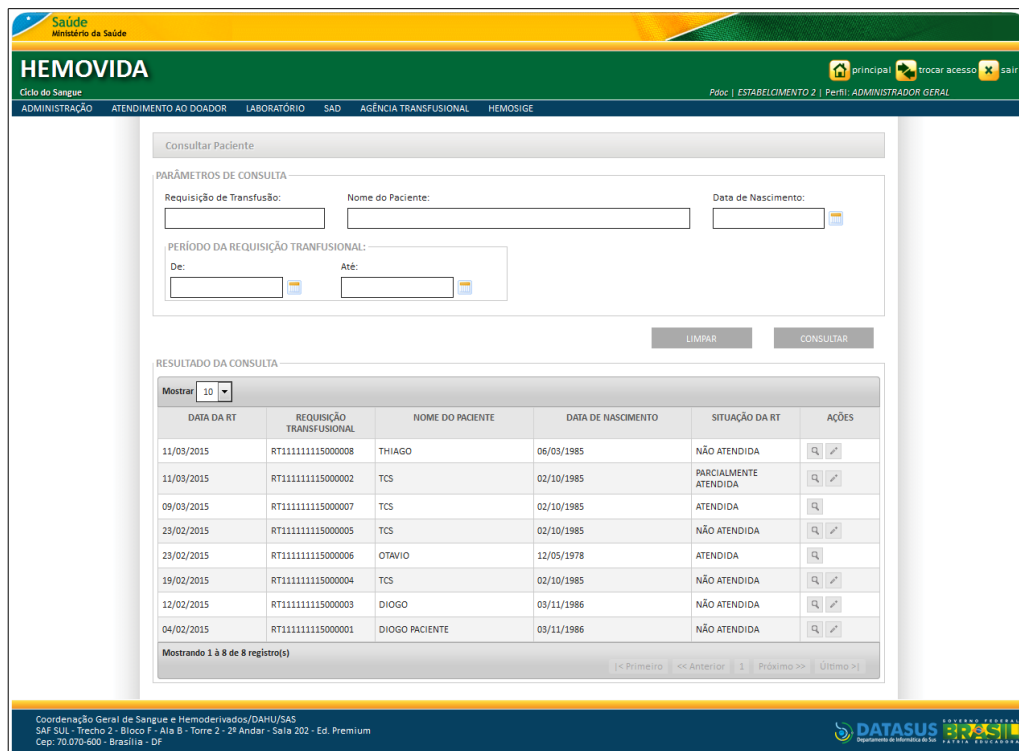 Saúde
Ministério da Saúde
HEMOVIDA
Ciclo do Sangue
principal trocar acesso sair
Pdoc | ESTABELCIMENTO 2 | Perfil: ADMINISTRADOR GERAL
ADMINISTRAÇÃO ATENDIMENTO AO DOADOR LABORATÓRIO SAD AGÊNCIA TRANSFUSIONAL HEMOSIGE
Consultar Paciente
PARÂMETROS DE CONSULTA
Requisição de Transfusão: Nome do Paciente: Data de Nascimento:
PERÍODO DA REQUISIÇÃO TRANFUSIONAL:
De: Até:
LIMPAR CONSULTAR
RESULTADO DA CONSULTA
Mostrar 10
DATA DA RT REQUISIÇÃO TRANSFUSIONAL NOME DO PACIENTE DATA DE NASCIMENTO SITUAÇÃO DA RT AÇÕES
11/03/2015 RT111111115000008 THIAGO 06/03/1985 NÃO ATENDIDA
11/03/2015 RT111111115000002 TCS 02/10/1985 PARCIALMENTE ATENDIDA
09/03/2015 RT111111115000007 TCS 02/10/1985 ATENDIDA
23/02/2015 RT111111115000005 TCS 02/10/1985 NÃO ATENDIDA
23/02/2015 RT111111115000006 OTAVIO 12/05/1978 ATENDIDA
19/02/2015 RT111111115000004 TCS 02/10/1985 NÃO ATENDIDA
12/02/2015 RT111111115000003 DIOGO 03/11/1986 NÃO ATENDIDA
04/02/2015 RT111111115000001 DIOGO PACIENTE 03/11/1986 NÃO ATENDIDA
Mostrando 1 à 8 de 8 registro(s)
|< Primeiro << Anterior 1 Próximo >> Último >|
Coordenação Geral de Sangue e Hemoderivados/DAHU/SAS
SAF SUL - Trecho 2 - Bloco F - Ala B - Torre 2 - 2º Andar - Sala 202 - Ed. Premium
Cep: 70.070-600 - Brasília - DF
DATASUS
Departamento de Informática do Sus
GOVERNO FEDERAL
BRASIL
PÁTRIA EDUCADORA